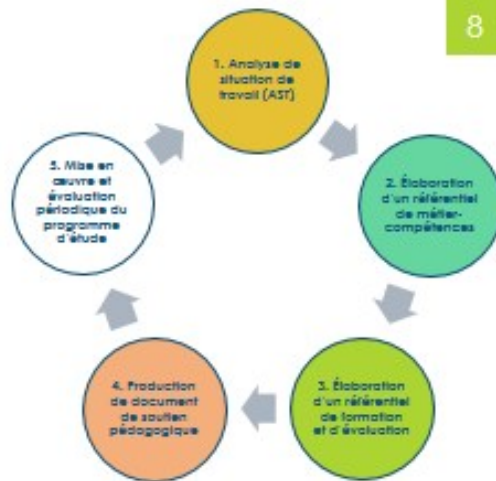 8
1. Analyse de
situation de
travail (AST)
2. Élaboration
d'un référentiel
de métier-
compétences
3. Élaboration
d'un référentiel
de formation
et d'évaluation
4. Production
de document
de soutien
pédagogique
5. Mise en
œuvre et
évaluation
périodique du
programme
d'étude